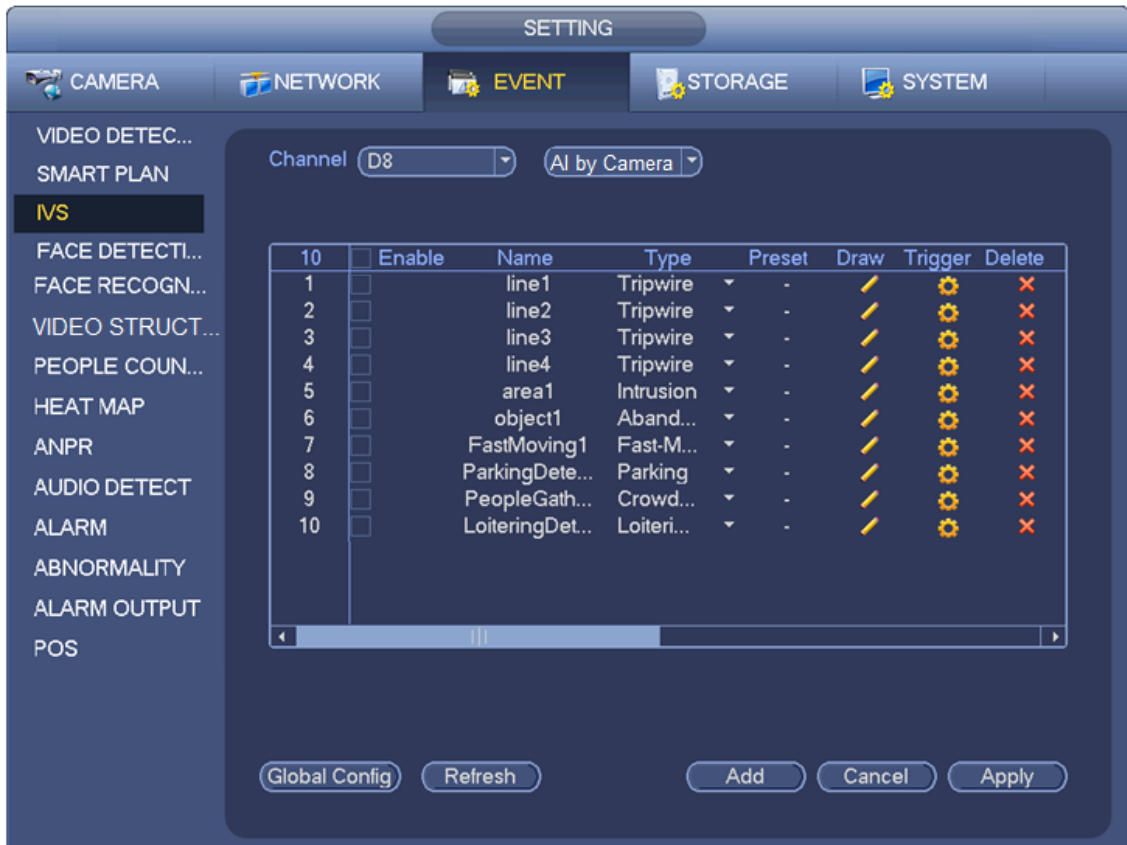 SETTING
CAMERA NETWORK EVENT STORAGE SYSTEM
VIDEO DETEC...
SMART PLAN
IVS
FACE DETECTI...
FACE RECOGN...
VIDEO STRUCT...
PEOPLE COUN...
HEAT MAP
ANPR
AUDIO DETECT
ALARM
ABNORMALITY
ALARM OUTPUT
POS
Channel D8 AI by Camera
10 Enable Name Type Preset Draw Trigger Delete
1 line1 Tripwire -
2 line2 Tripwire -
3 line3 Tripwire -
4 line4 Tripwire -
5 area1 Intrusion -
6 object1 Aband... -
7 FastMoving1 Fast-M... -
8 ParkingDete... Parking -
9 PeopleGath... Crowd... -
10 LoiteringDet... Loiteri... -
Global Config Refresh Add Cancel Apply